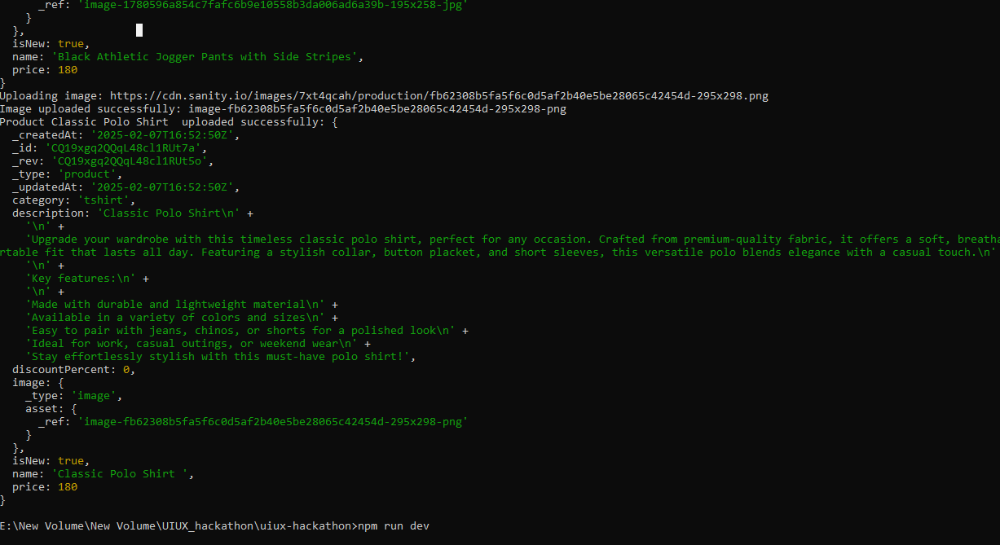 _ref: 'image-1780596a854c7fafc6b9e10558b3da006ad6a39b-195x258-jpg'
}
},
isNew: true,
name: 'Black Athletic Jogger Pants with Side Stripes',
price: 180
}
Uploading image: https://cdn.sanity.io/images/7xt4qcah/production/fb62308b5fa5f6c0d5af2b40e5be28065c42454d-295x298.png
Image uploaded successfully: image-fb62308b5fa5f6c0d5af2b40e5be28065c42454d-295x298-png
Product Classic Polo Shirt  uploaded successfully: {
_createdAt: '2025-02-07T16:52:50Z',
_id: 'CQ19xgq2QQqL48cl1RUt7a',
_rev: 'CQ19xgq2QQqL48cl1RUt5o',
_type: 'product',
_updatedAt: '2025-02-07T16:52:50Z',
category: 'tshirt',
description: 'Classic Polo Shirt\n' +
'\n' +
'Upgrade your wardrobe with this timeless classic polo shirt, perfect for any occasion. Crafted from premium-quality fabric, it offers a soft, breatha
rtable fit that lasts all day. Featuring a stylish collar, button placket, and short sleeves, this versatile polo blends elegance with a casual touch.\n'
'\n' +
'Key features:\n' +
'\n' +
'Made with durable and lightweight material\n' +
'Available in a variety of colors and sizes\n' +
'Easy to pair with jeans, chinos, or shorts for a polished look\n' +
'Ideal for work, casual outings, or weekend wear\n' +
'Stay effortlessly stylish with this must-have polo shirt!',
discountPercent: 0,
image: {
_type: 'image',
asset: {
_ref: 'image-fb62308b5fa5f6c0d5af2b40e5be28065c42454d-295x298-png'
}
},
isNew: true,
name: 'Classic Polo Shirt ',
price: 180
}
E:\New Volume\New Volume\UIUX_hackathon\uiux-hackathon>npm run dev